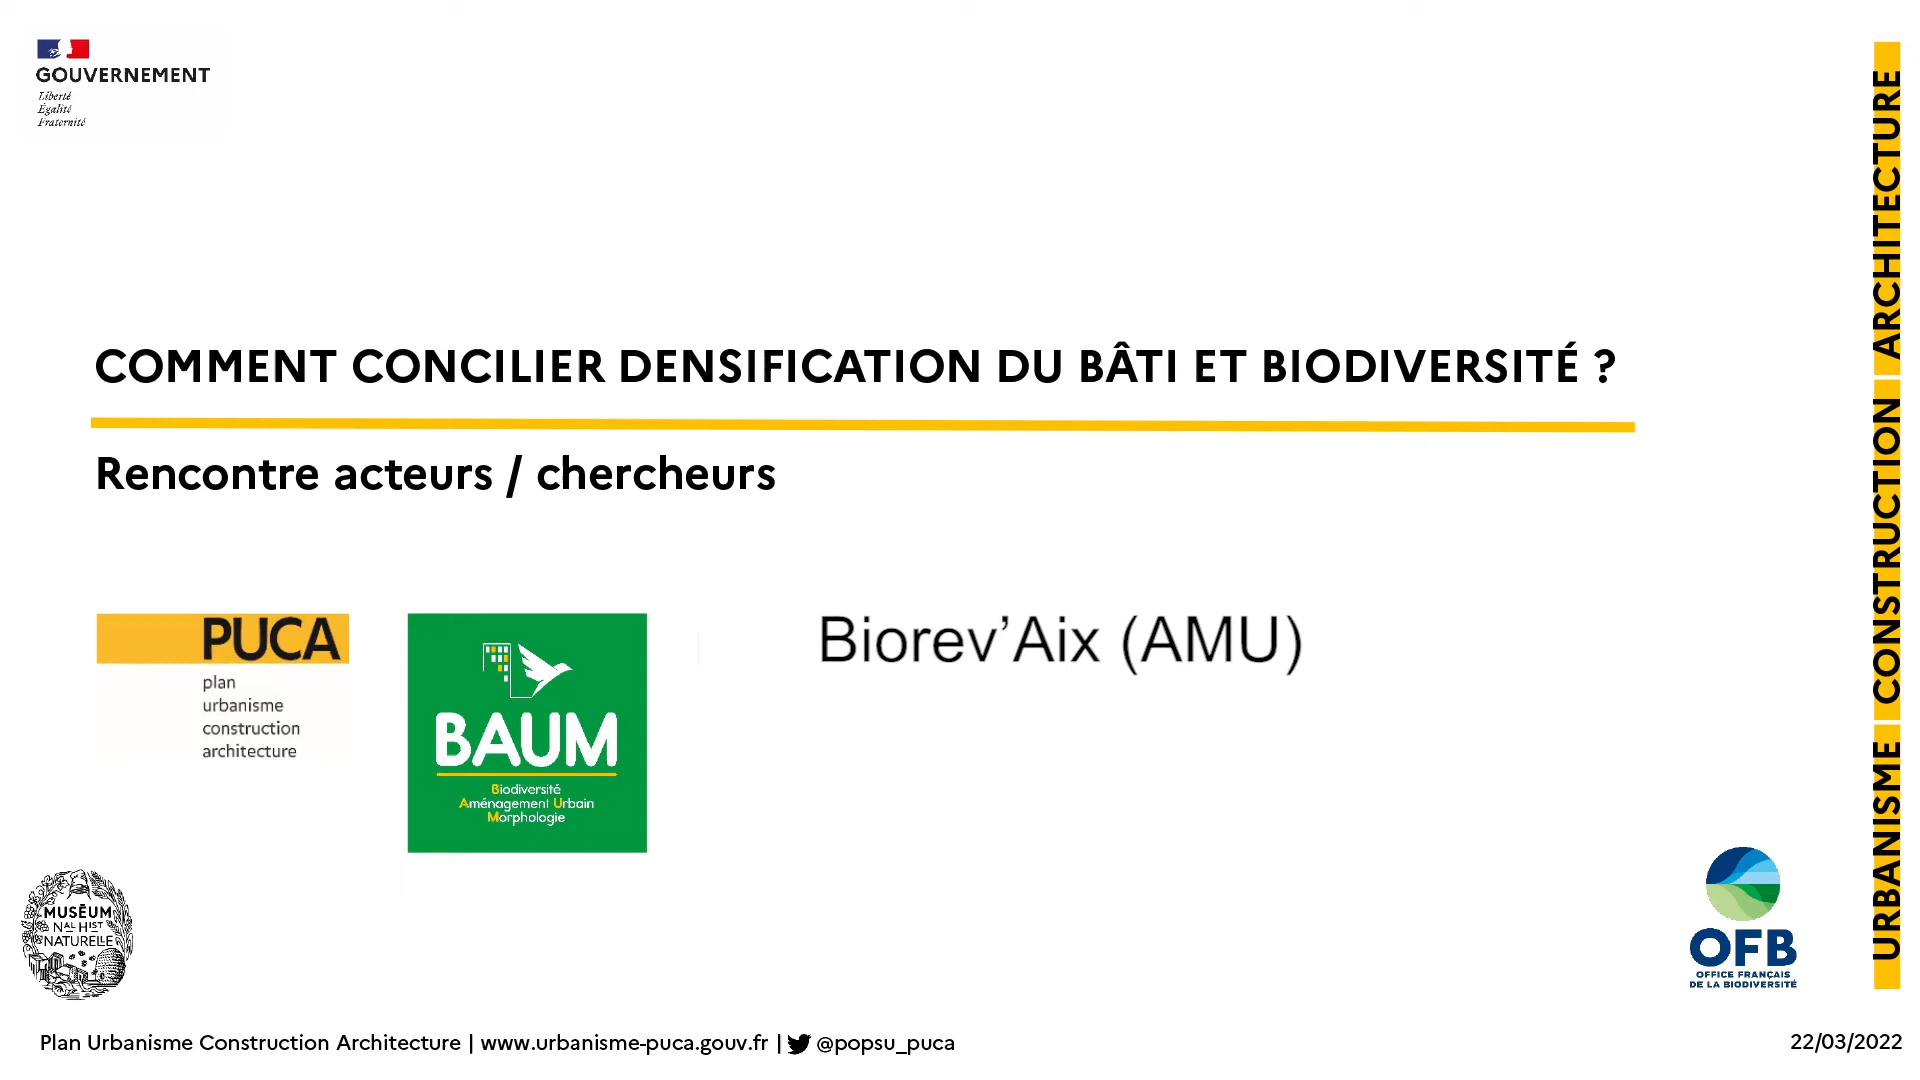 GOUVERNEMENT
Liberté
Égalité
Fraternité
COMMENT CONCILIER DENSIFICATION DU BÂTI ET BIODIVERSITÉ ?
Rencontre acteurs / chercheurs
PUCA
plan
urbanisme
construction
architecture
BAUM
Biodiversité
Aménagement Urbain
Morphologie
Biorev’Aix (AMU)
MUSĒUM
NAL HIST
NATURELLE
OFB
OFFICE FRANÇAIS
DE LA BIODIVERSITÉ
URBANISME CONSTRUCTION ARCHITECTURE
Plan Urbanisme Construction Architecture | www.urbanisme-puca.gouv.fr | @popsu_puca
22/03/2022